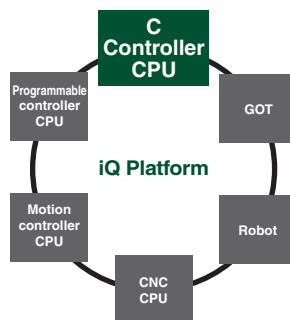 C
Controller
CPU
Programmable
controller
CPU
GOT
iQ Platform
Motion
controller
CPU
Robot
CNC
CPU